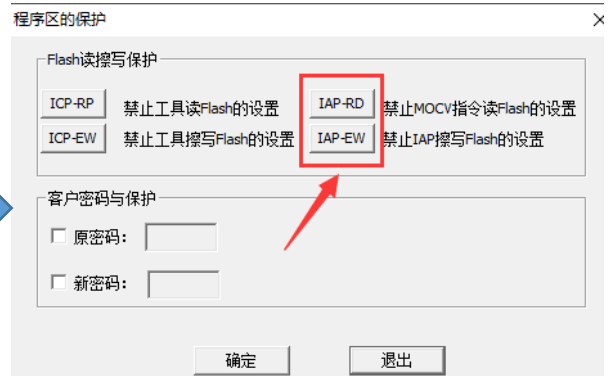 程序区的保护
Flash读擦写保护
ICP-RP 禁止工具读Flash的设置 IAP-RD 禁止MOCV指令读Flash的设置
ICP-EW 禁止工具擦写Flash的设置 IAP-EW 禁止IAP擦写Flash的设置
客户密码与保护
原密码:
新密码:
确定 退出